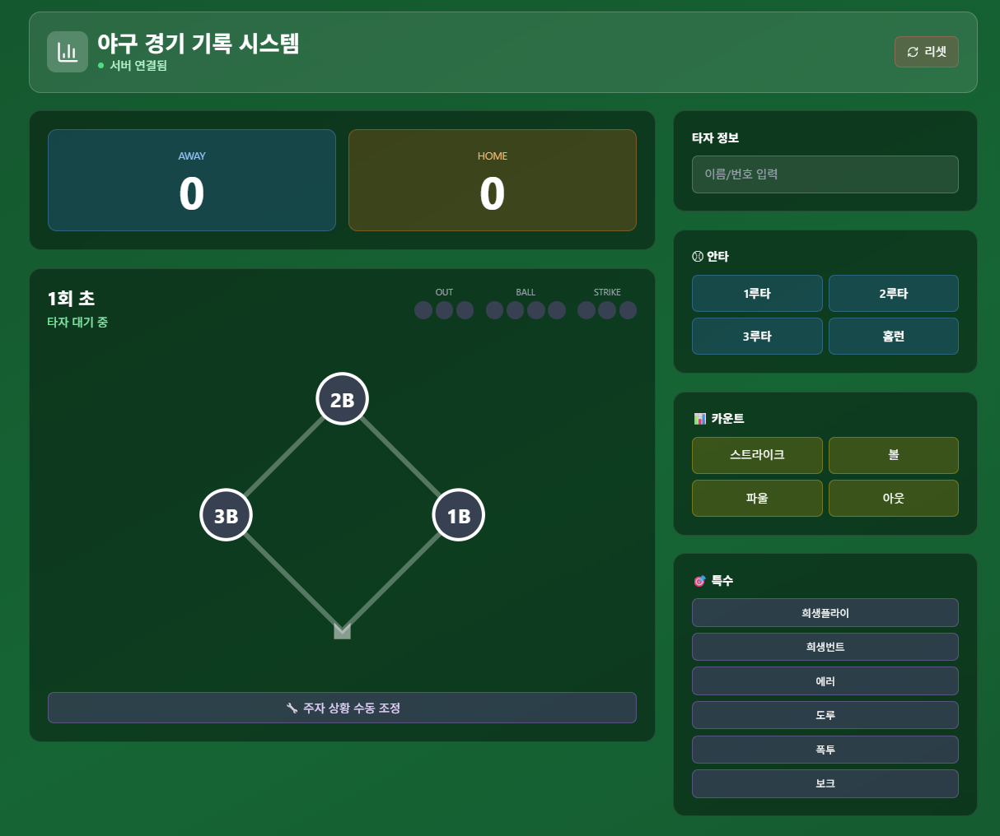 야구 경기 기록 시스템
서버 연결됨
리셋
AWAY
0
HOME
0
1회 초
타자 대기 중
OUT
BALL
STRIKE
2B
3B
1B
주자 상황 수동 조정
타자 정보
이름/번호 입력
안타
1루타
2루타
3루타
홈런
카운트
스트라이크
볼
파울
아웃
특수
희생플라이
희생번트
에러
도루
폭투
보크